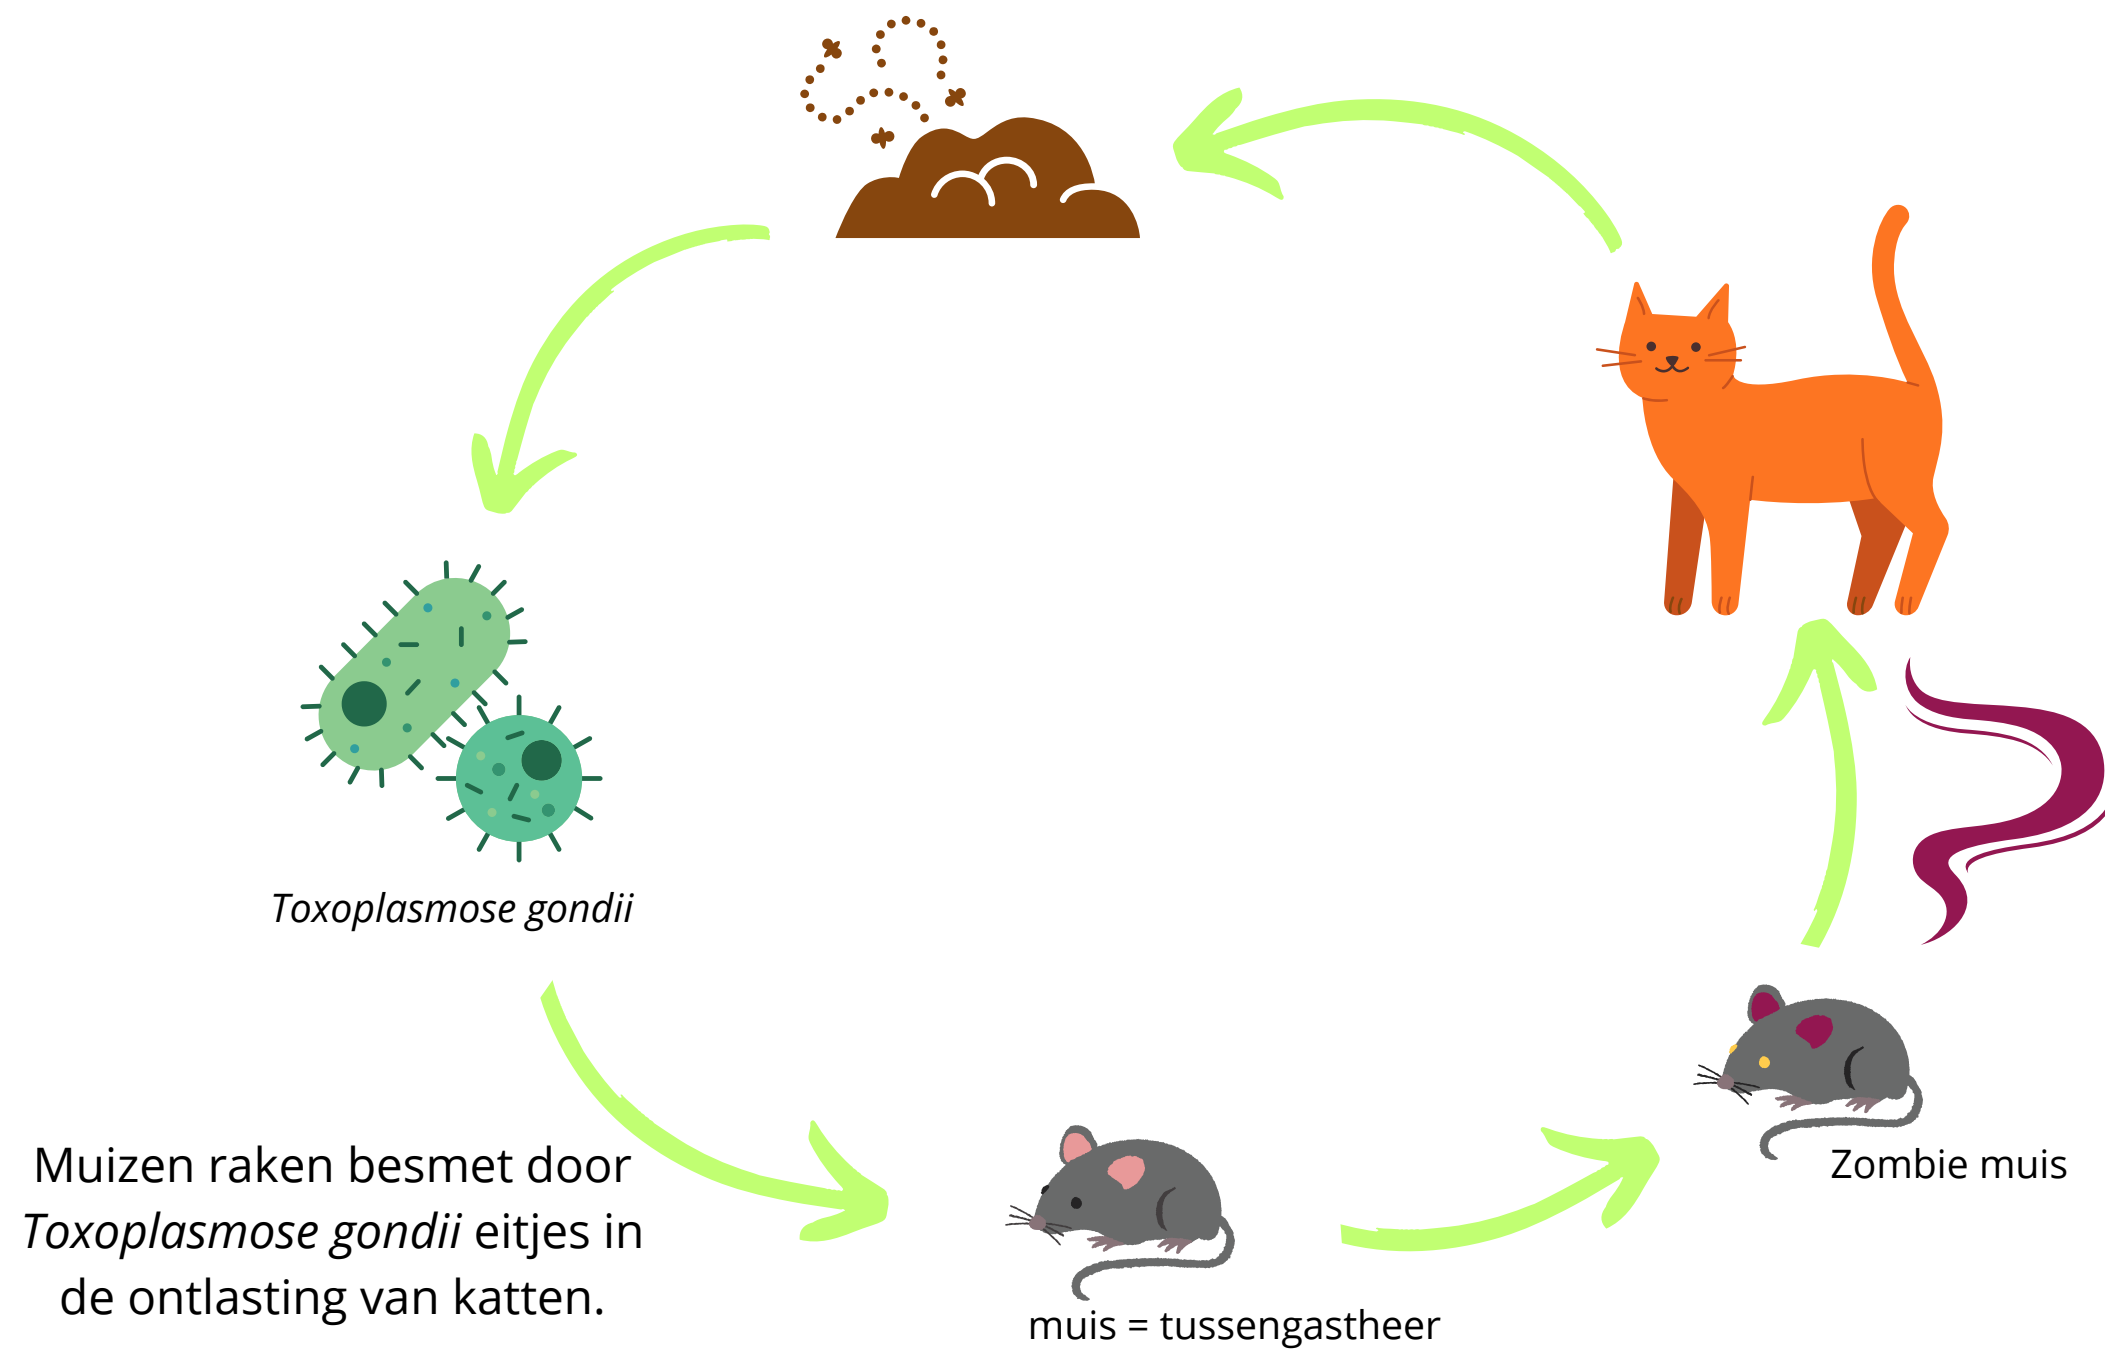 Toxoplasmose gondii
Muizen raken besmet door
Toxoplasmose gondii eitjes in
de ontlasting van katten.
muis = tussengastheer
Zombie muis